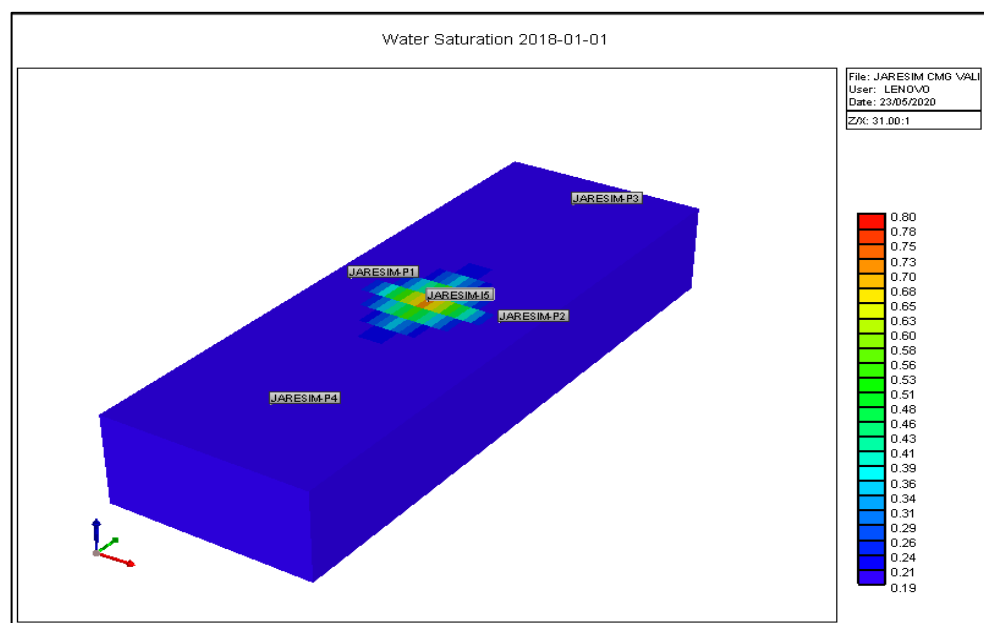 Water Saturation 2018-01-01
File: JARESIM CMG VALI
User: LENOVO
Date: 23/05/2020
Z/X: 31.00:1
JARESIM-P3
JARESIM-P1
JARESIM-I5
JARESIM-P2
JARESIM-P4
0.80
0.78
0.75
0.73
0.70
0.68
0.65
0.63
0.60
0.58
0.56
0.53
0.51
0.48
0.46
0.43
0.41
0.39
0.36
0.34
0.31
0.29
0.26
0.24
0.21
0.19